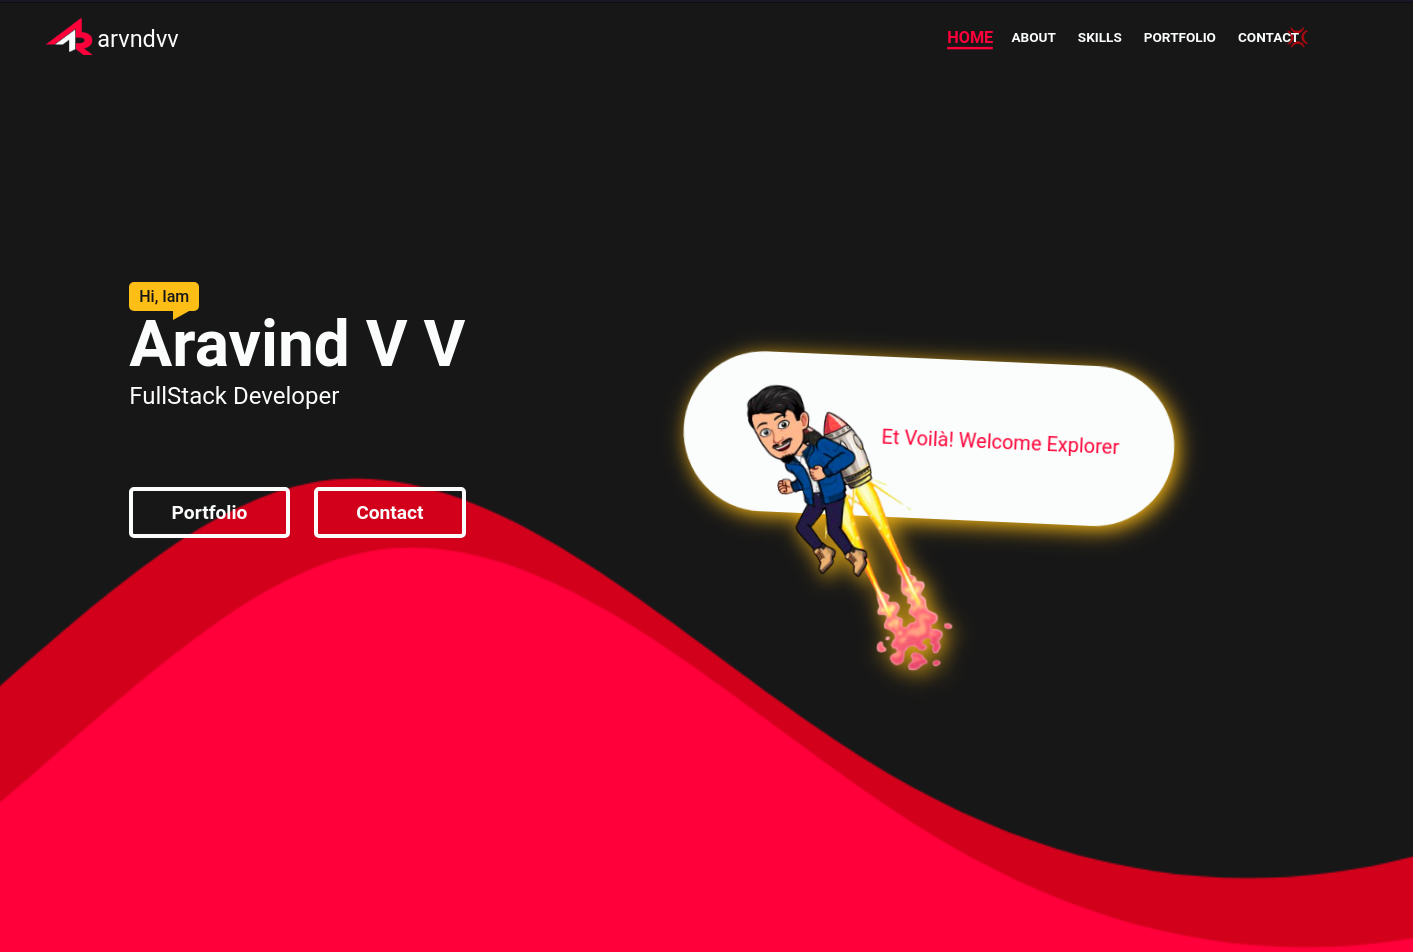 arvndvv
HOME ABOUT SKILLS PORTFOLIO CONTACT
Hi, Iam
Aravind V V
FullStack Developer
Portfolio Contact
Et Voilà! Welcome Explorer